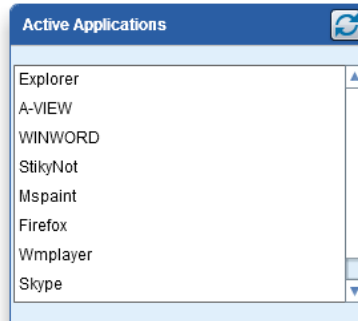 Active Applications
Explorer
A-VIEW
WINWORD
StikyNot
Mspaint
Firefox
Wmplayer
Skype